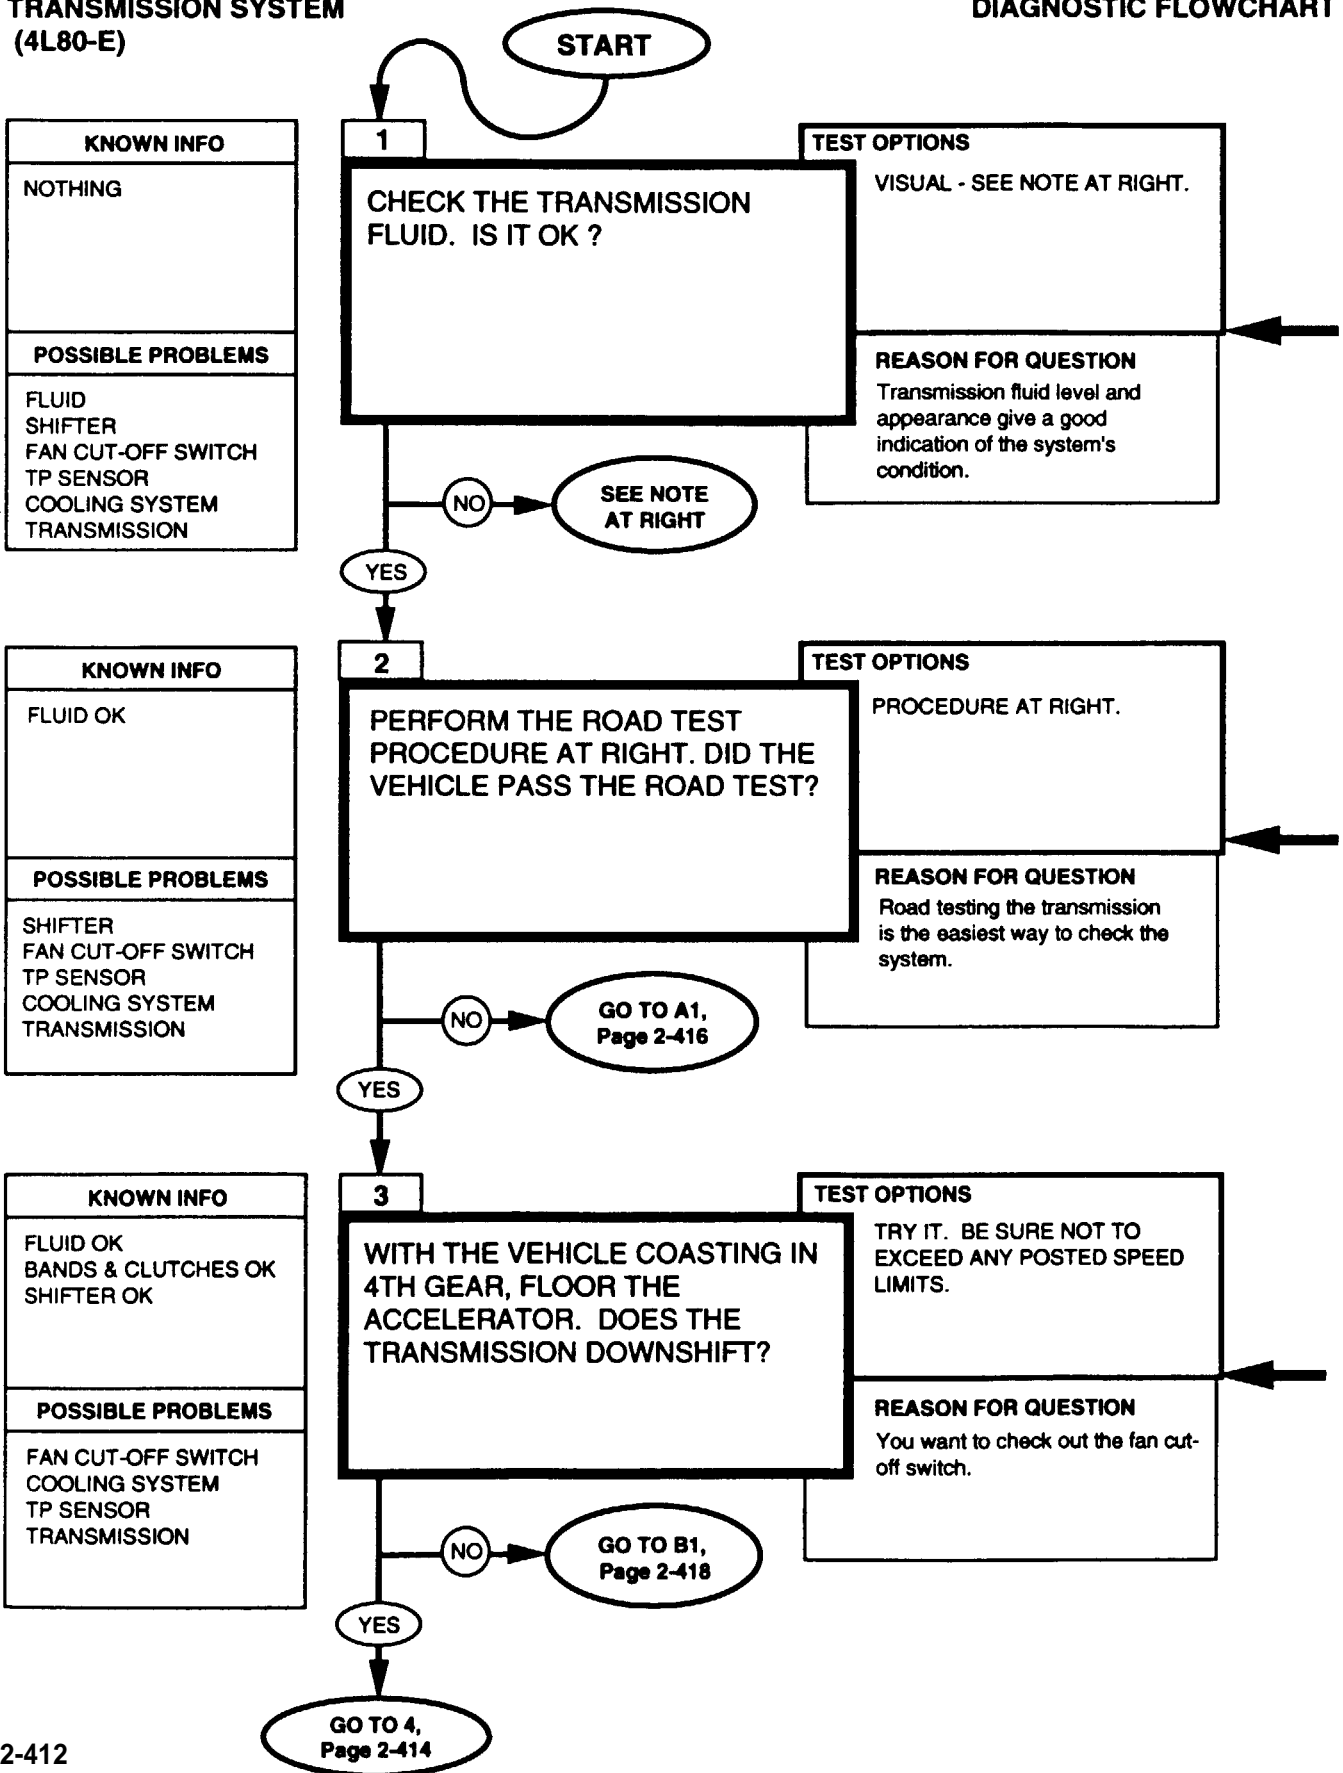 TRANSMISSION SYSTEM
(4L80-E)
DIAGNOSTIC FLOWCHART
START
KNOWN INFO
NOTHING
POSSIBLE PROBLEMS
FLUID
SHIFTER
FAN CUT-OFF SWITCH
TP SENSOR
COOLING SYSTEM
TRANSMISSION
1
CHECK THE TRANSMISSION
FLUID. IS IT OK ?
TEST OPTIONS
VISUAL - SEE NOTE AT RIGHT.
REASON FOR QUESTION
Transmission fluid level and
appearance give a good
indication of the system's
condition.
NO
SEE NOTE
AT RIGHT
YES
KNOWN INFO
FLUID OK
POSSIBLE PROBLEMS
SHIFTER
FAN CUT-OFF SWITCH
TP SENSOR
COOLING SYSTEM
TRANSMISSION
2
PERFORM THE ROAD TEST
PROCEDURE AT RIGHT. DID THE
VEHICLE PASS THE ROAD TEST?
TEST OPTIONS
PROCEDURE AT RIGHT.
REASON FOR QUESTION
Road testing the transmission
is the easiest way to check the
system.
NO
GO TO A1,
Page 2-416
YES
KNOWN INFO
FLUID OK
BANDS & CLUTCHES OK
SHIFTER OK
POSSIBLE PROBLEMS
FAN CUT-OFF SWITCH
COOLING SYSTEM
TP SENSOR
TRANSMISSION
3
WITH THE VEHICLE COASTING IN
4TH GEAR, FLOOR THE
ACCELERATOR. DOES THE
TRANSMISSION DOWNSHIFT?
TEST OPTIONS
TRY IT. BE SURE NOT TO
EXCEED ANY POSTED SPEED
LIMITS.
REASON FOR QUESTION
You want to check out the fan cut-
off switch.
NO
GO TO B1,
Page 2-418
YES
GO TO 4,
Page 2-414
2-412